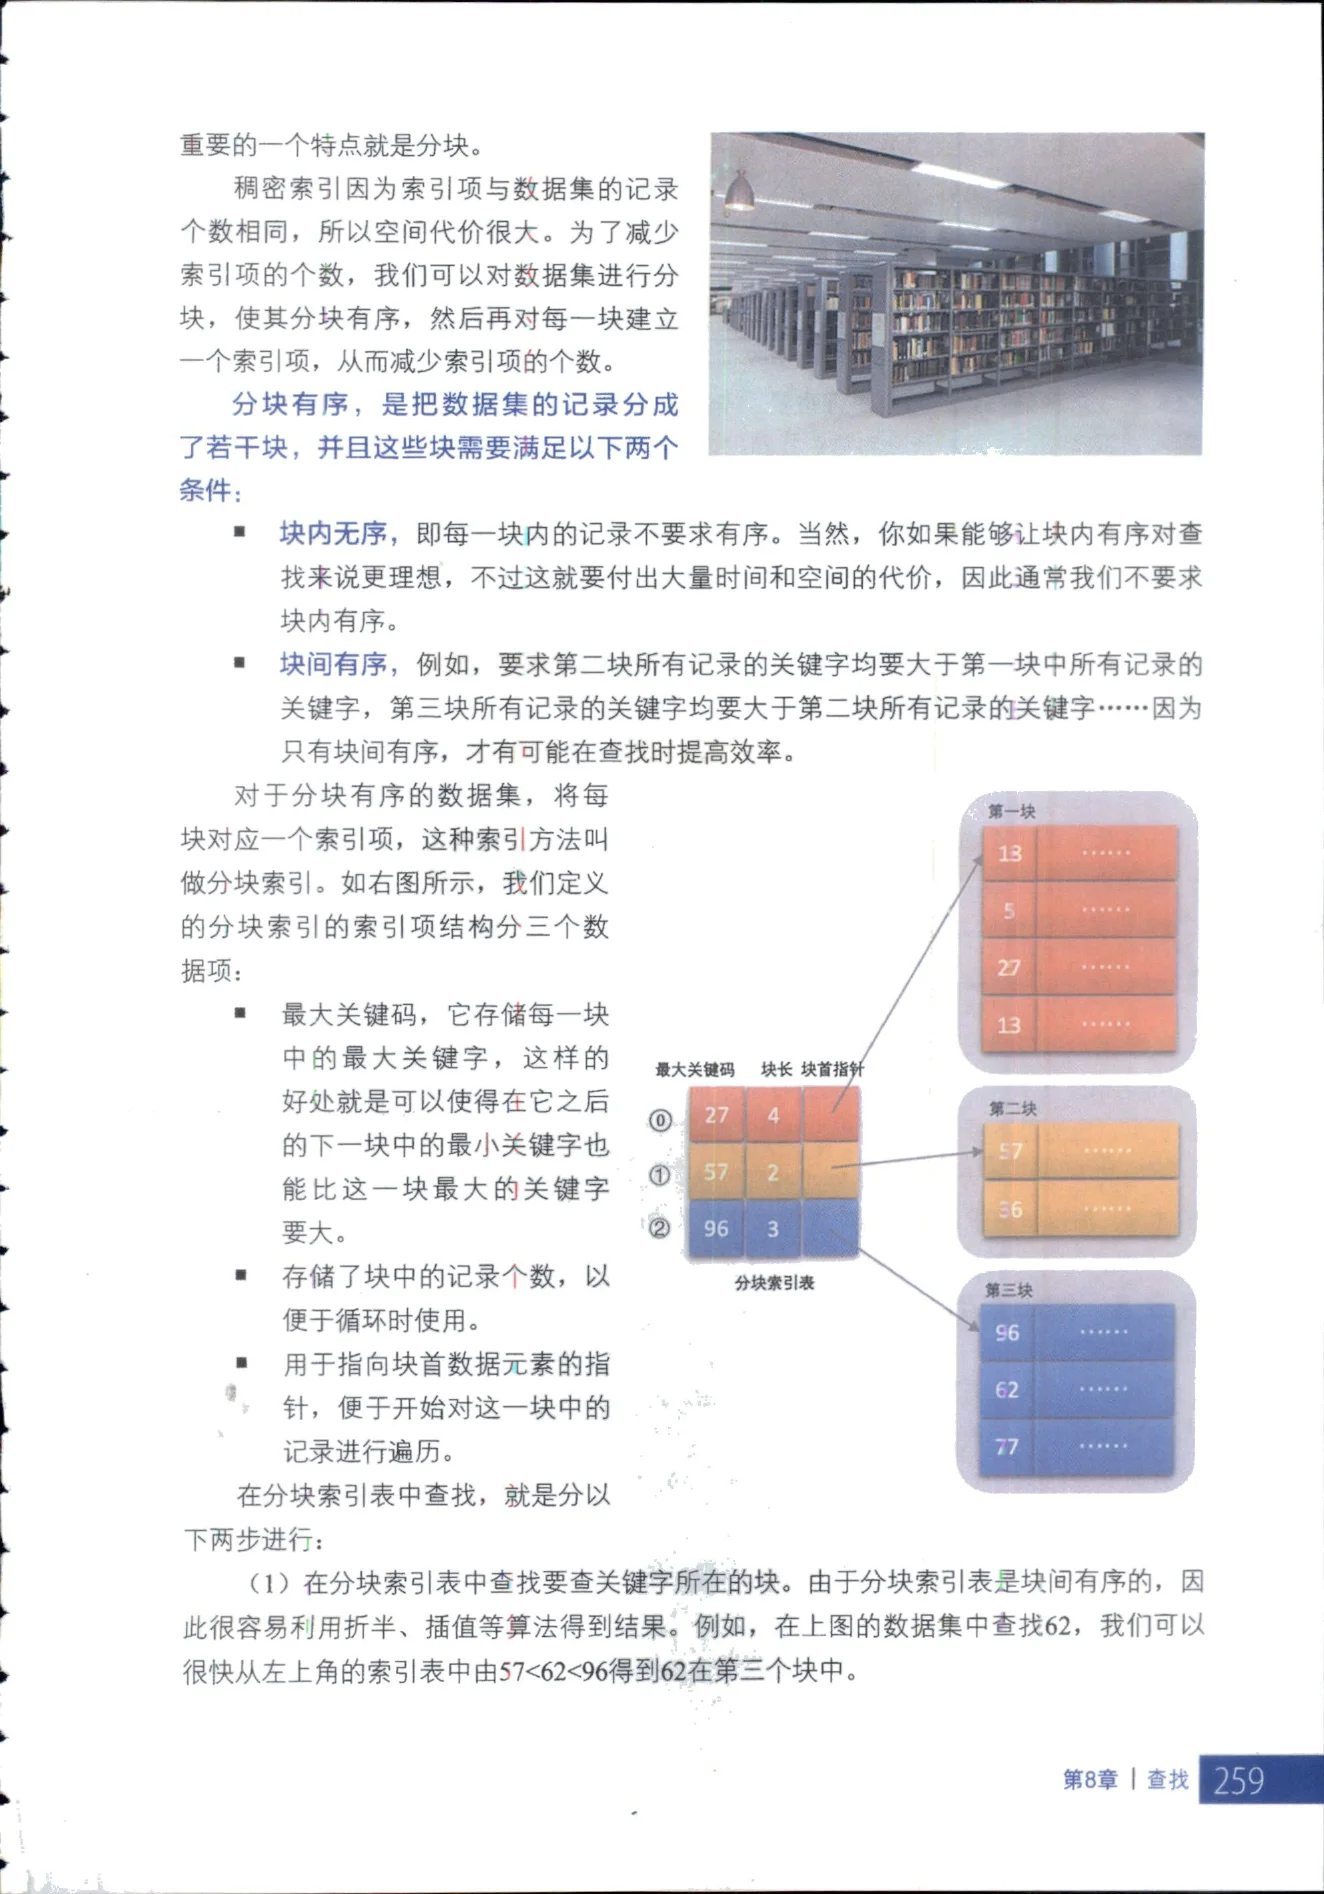 重要的一个特点就是分块。
稠密索引因为索引项与数据集的记录
个数相同，所以空间代价很大。为了减少
索引项的个数，我们可以对数据集进行分
块，使其分块有序，然后再对每一块建立
一个索引项，从而减少索引项的个数。
分块有序，是把数据集的记录分成
了若干块，并且这些块需要满足以下两个
条件：
■ 块内无序，即每一块内的记录不要求有序。当然，你如果能够让块内有序对查
找来说更理想，不过这就要付出大量时间和空间的代价，因此通常我们不要求
块内有序。
■ 块间有序，例如，要求第二块所有记录的关键字均要大于第一块中所有记录的
关键字，第三块所有记录的关键字均要大于第二块所有记录的关键字……因为
只有块间有序，才有可能在查找时提高效率。
对于分块有序的数据集，将每
块对应一个索引项，这种索引方法叫
做分块索引。如右图所示，我们定义
的分块索引的索引项结构分三个数
据项：
■ 最大关键码，它存储每一块
中的最大关键字，这样的
好处就是可以使得在它之后
的下一块中的最小关键字也
能比这一块最大的关键字
要大。
■ 存储了块中的记录个数，以
便于循环时使用。
■ 用于指向块首数据元素的指
针，便于开始对这一块中的
记录进行遍历。
最大关键码 块长 块首指针
⓪ 27 4
① 57 2
② 96 3
分块索引表
第一块
13 ……
5 ……
27 ……
13 ……
第二块
57 ……
36 ……
第三块
96 ……
62 ……
77 ……
在分块索引表中查找，就是分以
下两步进行：
（1）在分块索引表中查找要查关键字所在的块。由于分块索引表是块间有序的，因
此很容易利用折半、插值等算法得到结果。例如，在上图的数据集中查找62，我们可以
很快从左上角的索引表中由57<62<96得到62在第三个块中。
第8章 | 查找 259